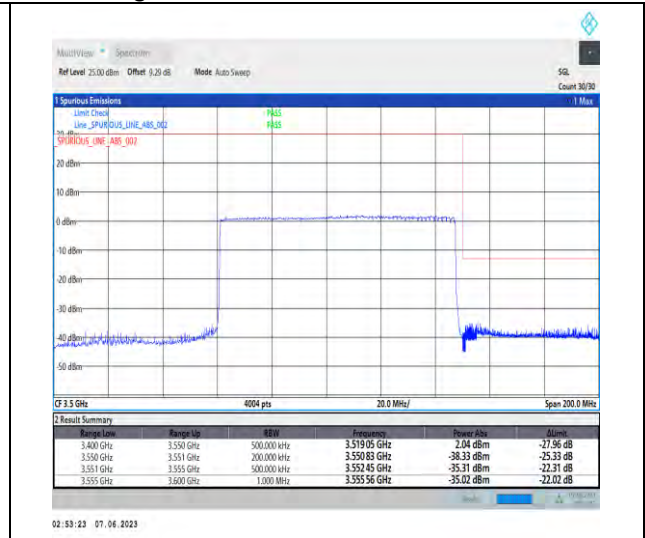 MultiView Spectrum
Ref Level 25.00 dBm Offset 9.29 dB Mode Auto Sweep SGL
Count 30/30
1 Spurious Emissions 1 Max
Limit Check PASS
Line _SPURIOUS_LINE_ABS_002 PASS
_SPURIOUS_LINE_ABS_002
20 dBm
10 dBm
0 dBm
-10 dBm
-20 dBm
-30 dBm
-40 dBm
-50 dBm
CF 3.5 GHz 4004 pts 20.0 MHz/ Span 200.0 MHz
2 Result Summary
Range Low Range Up RBW Frequency Power Abs ΔLimit
3.400 GHz 3.550 GHz 500.000 kHz 3.519 05 GHz 2.04 dBm -27.96 dB
3.550 GHz 3.551 GHz 200.000 kHz 3.550 83 GHz -38.33 dBm -25.33 dB
3.551 GHz 3.555 GHz 500.000 kHz 3.552 45 GHz -35.31 dBm -22.31 dB
3.555 GHz 3.600 GHz 1.000 MHz 3.555 56 GHz -35.02 dBm -22.02 dB
02:53:23 07.06.2023